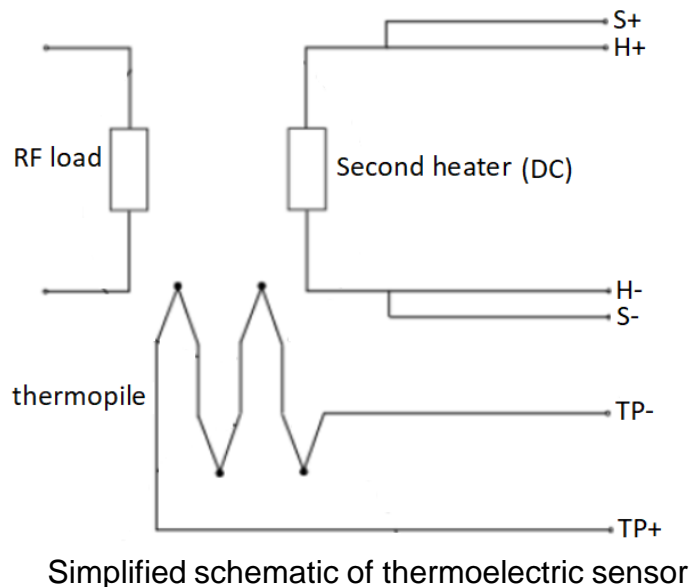 S+
H+
RF load
Second heater (DC)
H-
S-
thermopile
TP-
TP+
Simplified schematic of thermoelectric sensor